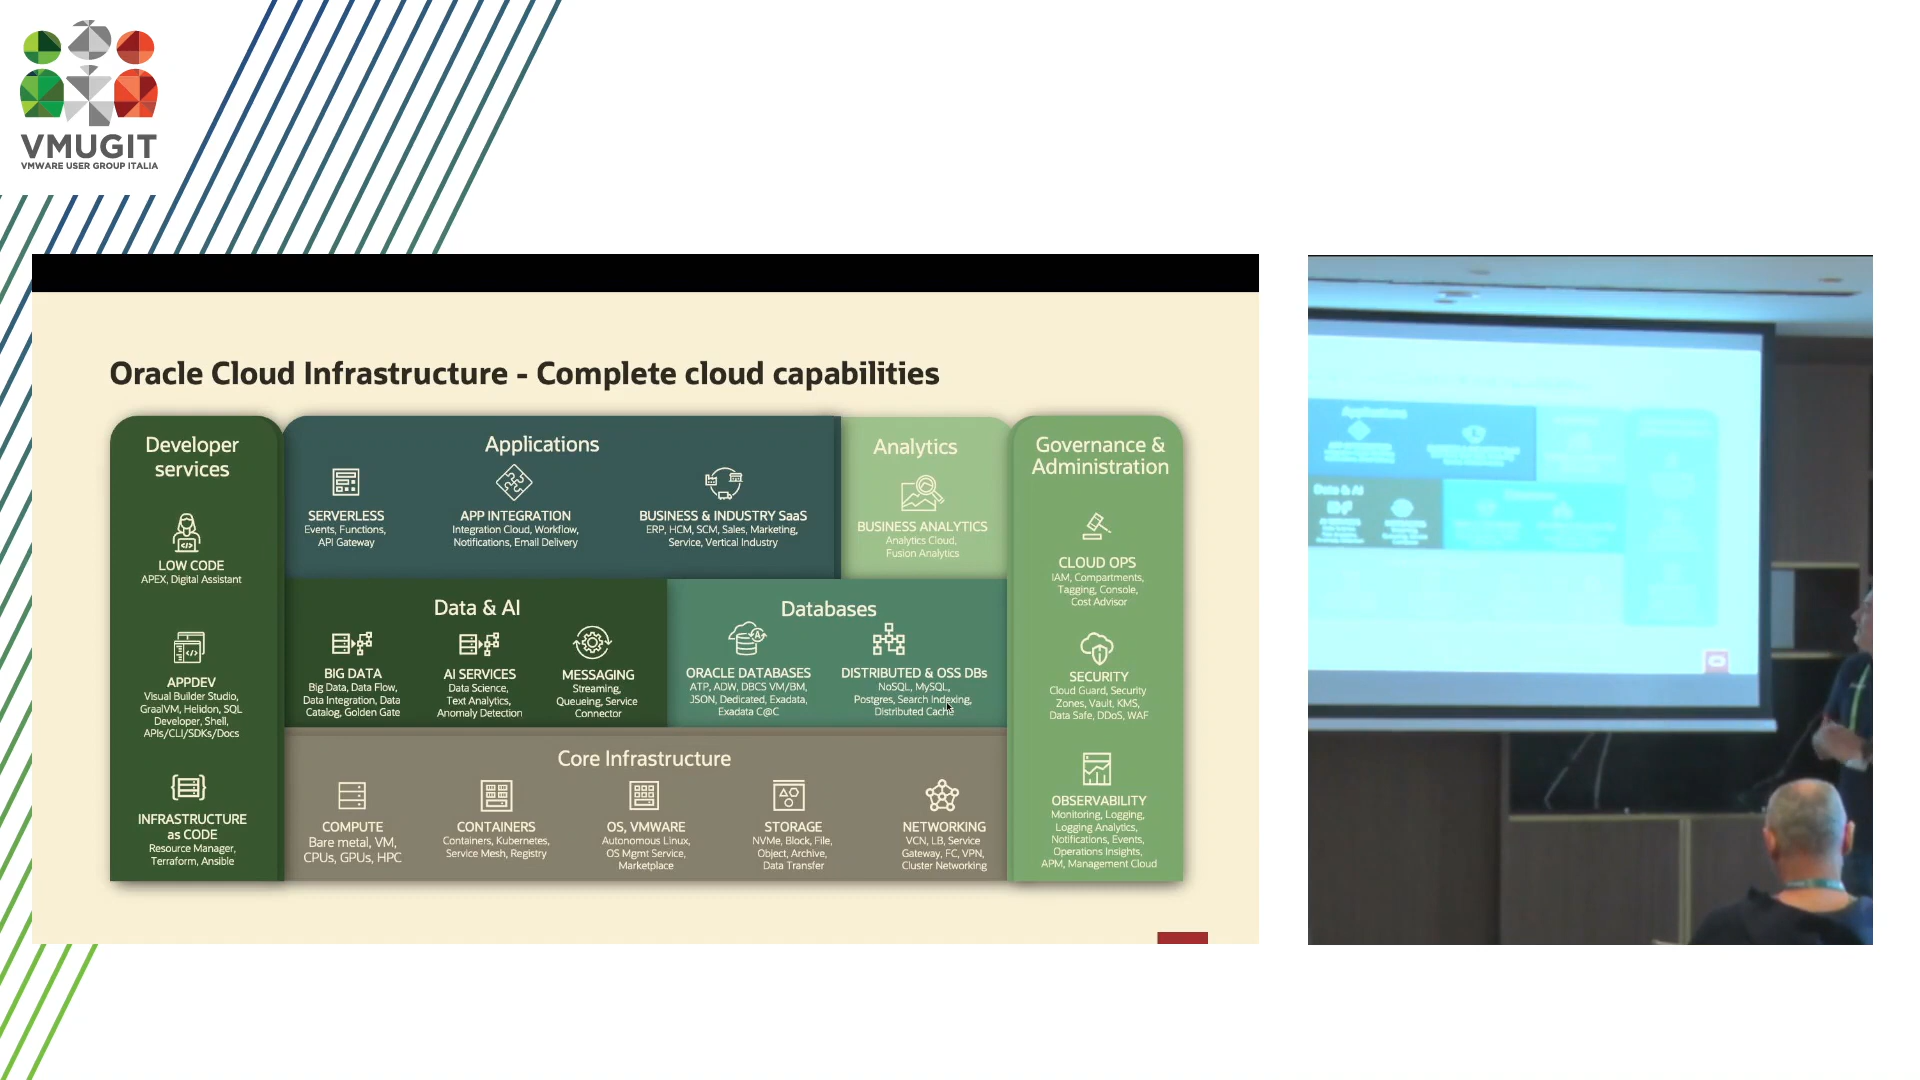 VMUGIT
VMWARE USER GROUP ITALIA
Oracle Cloud Infrastructure - Complete cloud capabilities
Developer
services
LOW CODE
APEX, Digital Assistant
APPDEV
Visual Builder Studio,
GraalVM, Helidon, SQL
Developer, Shell,
APIs/CLI/SDKs/Docs
INFRASTRUCTURE
as CODE
Resource Manager,
Terraform, Ansible
Applications
SERVERLESS
Events, Functions,
API Gateway
APP INTEGRATION
Integration Cloud, Workflow,
Notifications, Email Delivery
BUSINESS & INDUSTRY SaaS
ERP, HCM, SCM, Sales, Marketing,
Service, Vertical Industry
Analytics
BUSINESS ANALYTICS
Analytics Cloud,
Fusion Analytics
Data & AI
BIG DATA
Big Data, Data Flow,
Data Integration, Data
Catalog, Golden Gate
AI SERVICES
Data Science,
Text Analytics,
Anomaly Detection
MESSAGING
Streaming,
Queueing, Service
Connector
Databases
ORACLE DATABASES
ATP, ADW, DBCS VM/BM,
JSON, Dedicated, Exadata,
Exadata C@C
DISTRIBUTED & OSS DBs
NoSQL, MySQL,
Postgres, Search Indexing,
Distributed Cache
Core Infrastructure
COMPUTE
Bare metal, VM,
CPUs, GPUs, HPC
CONTAINERS
Containers, Kubernetes,
Service Mesh, Registry
OS, VMWARE
Autonomous Linux,
OS Mgmt Service,
Marketplace
STORAGE
NVMe, Block, File,
Object, Archive,
Data Transfer
NETWORKING
VCN, LB, Service
Gateway, FC, VPN,
Cluster Networking
Governance &
Administration
CLOUD OPS
IAM, Compartments,
Tagging, Console,
Cost Advisor
SECURITY
Cloud Guard, Security
Zones, Vault, KMS,
Data Safe, DDoS, WAF
OBSERVABILITY
Monitoring, Logging,
Logging Analytics,
Notifications, Events,
Operations Insights,
APM, Management Cloud
Applications
Data & AI